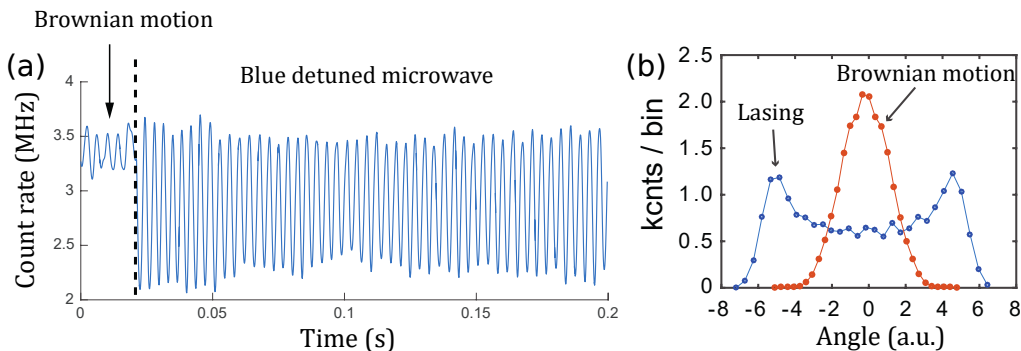 Brownian motion
(a)
Blue detuned microwave
Count rate (MHz)
4
3.5
3
2.5
2
0
0.05
0.1
0.15
0.2
Time (s)
(b)
Brownian motion
Lasing
kcnts / bin
2.5
2.0
1.5
1.0
0.5
0
-8 -6 -4 -2 0 2 4 6 8
Angle (a.u.)